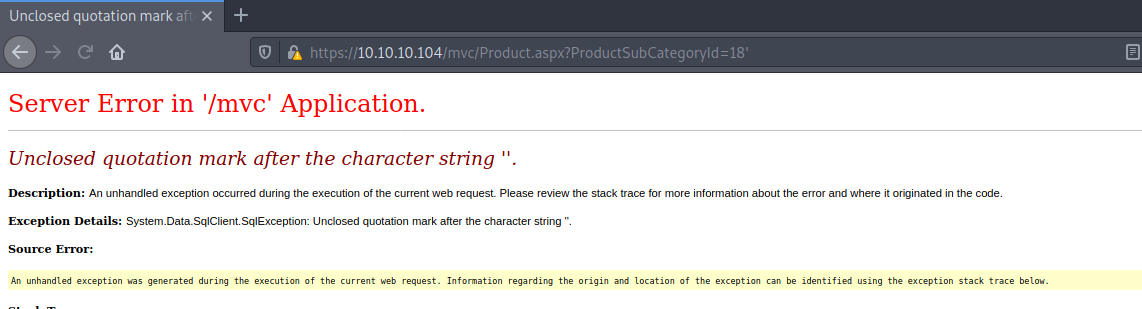 Unclosed quotation mark aft
https://10.10.10.104/mvc/Product.aspx?ProductSubCategoryId=18'
Server Error in '/mvc' Application.
Unclosed quotation mark after the character string ''.
Description: An unhandled exception occurred during the execution of the current web request. Please review the stack trace for more information about the error and where it originated in the code.
Exception Details: System.Data.SqlClient.SqlException: Unclosed quotation mark after the character string ''.
Source Error:
An unhandled exception was generated during the execution of the current web request. Information regarding the origin and location of the exception can be identified using the exception stack trace below.